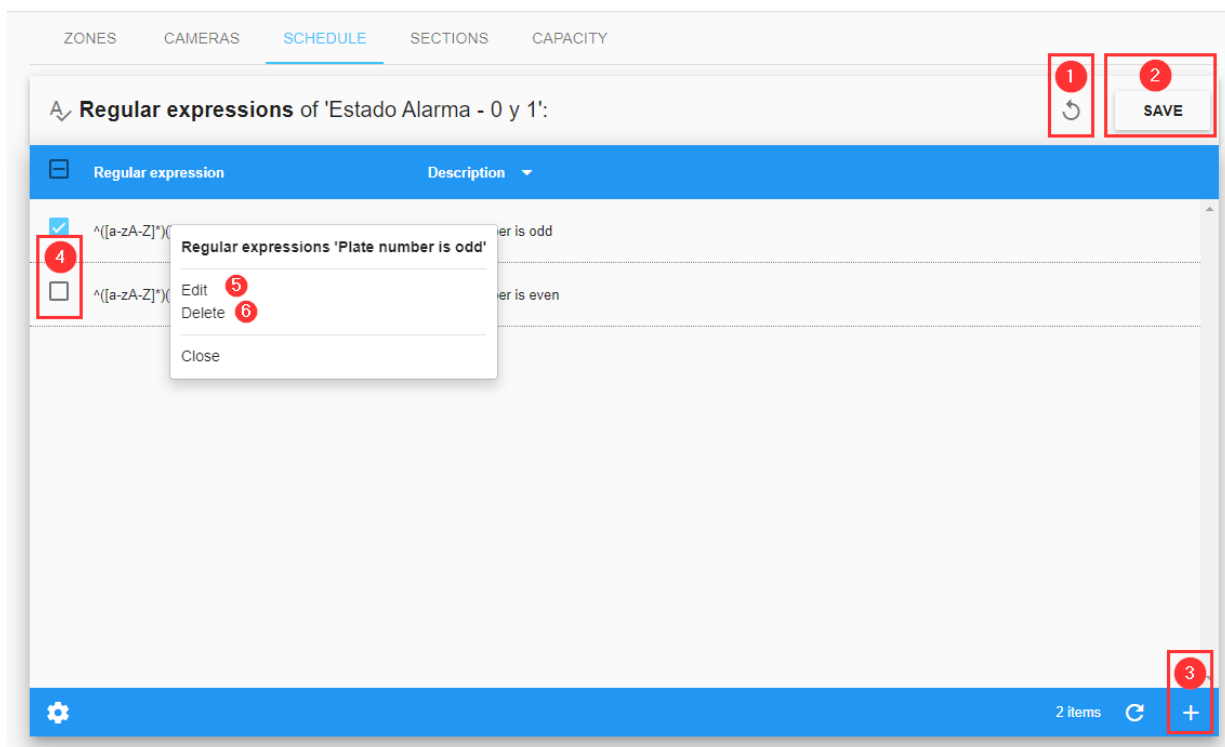 ZONES CAMERAS SCHEDULE SECTIONS CAPACITY
1 2
Regular expressions of 'Estado Alarma - 0 y 1': SAVE
Regular expression Description
^([a-zA-Z]*)( er is odd
Regular expressions 'Plate number is odd'
4
Edit 5
^([a-zA-Z]*)( er is even
Delete 6
Close
3
2 items